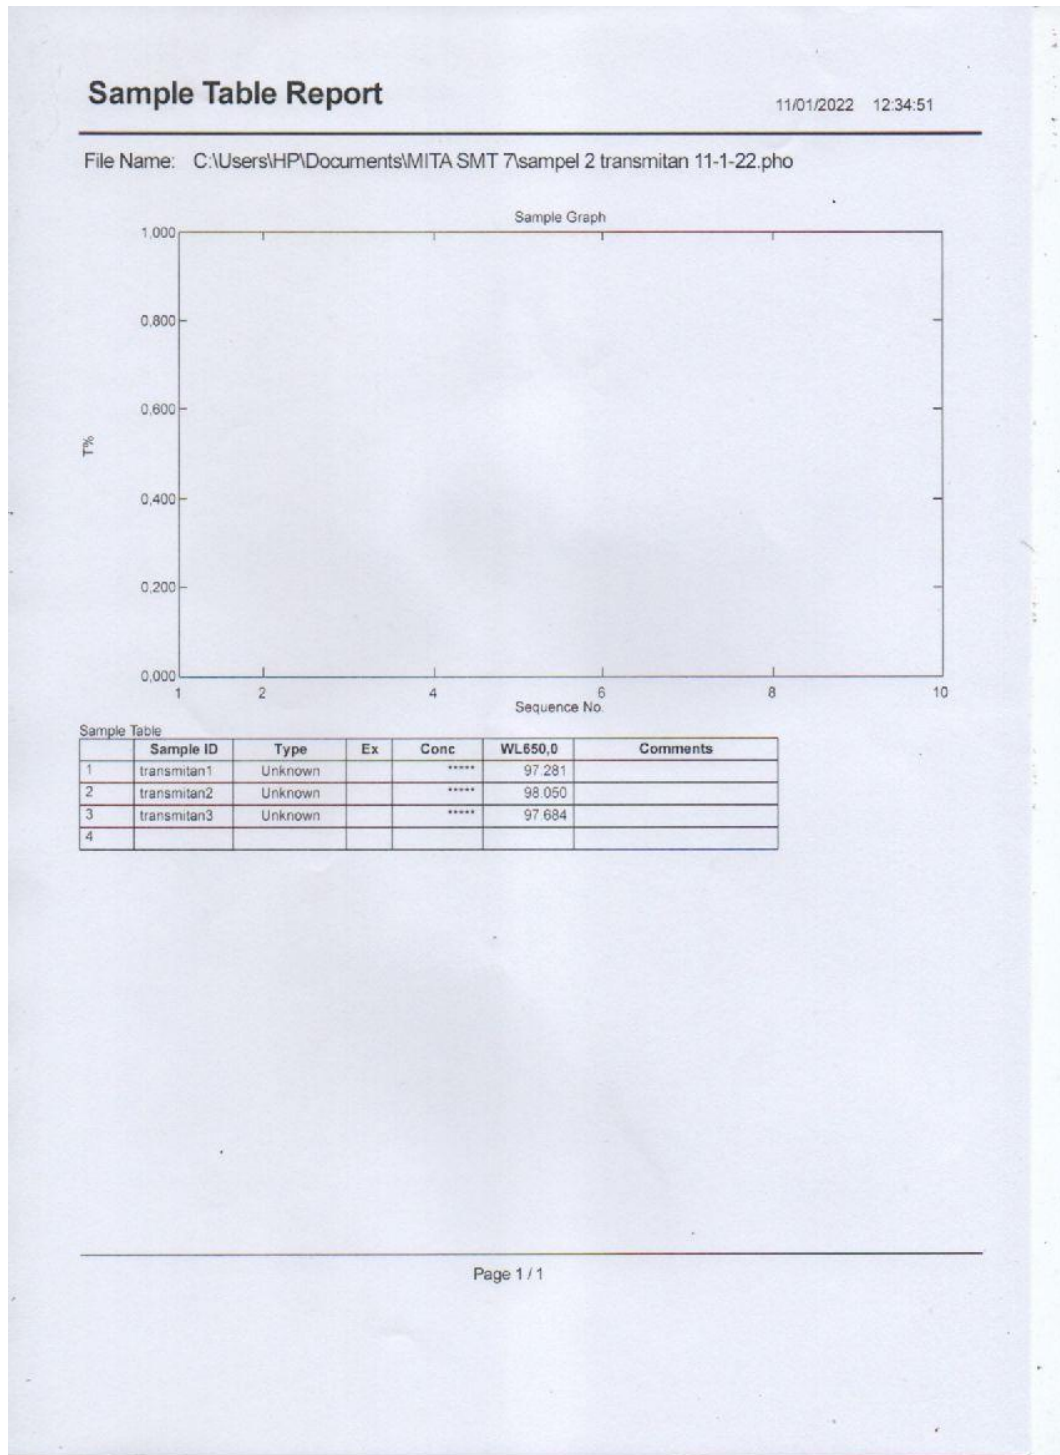 Sample Table Report
11/01/2022 12:34:51
File Name: C:\Users\HP\Documents\MITA SMT 7\sampel 2 transmitan 11-1-22.pho
Sample Graph
1,000
0.800
0,600
T%
0,400
0,200
0,000
1 2 4 6 8 10
Sequence No.
Sample Table
Sample ID Type Ex Conc WL650,0 Comments
1 transmitan1 Unknown ***** 97.281
2 transmitan2 Unknown ***** 98.050
3 transmitan3 Unknown ***** 97.684
4
Page 1 / 1